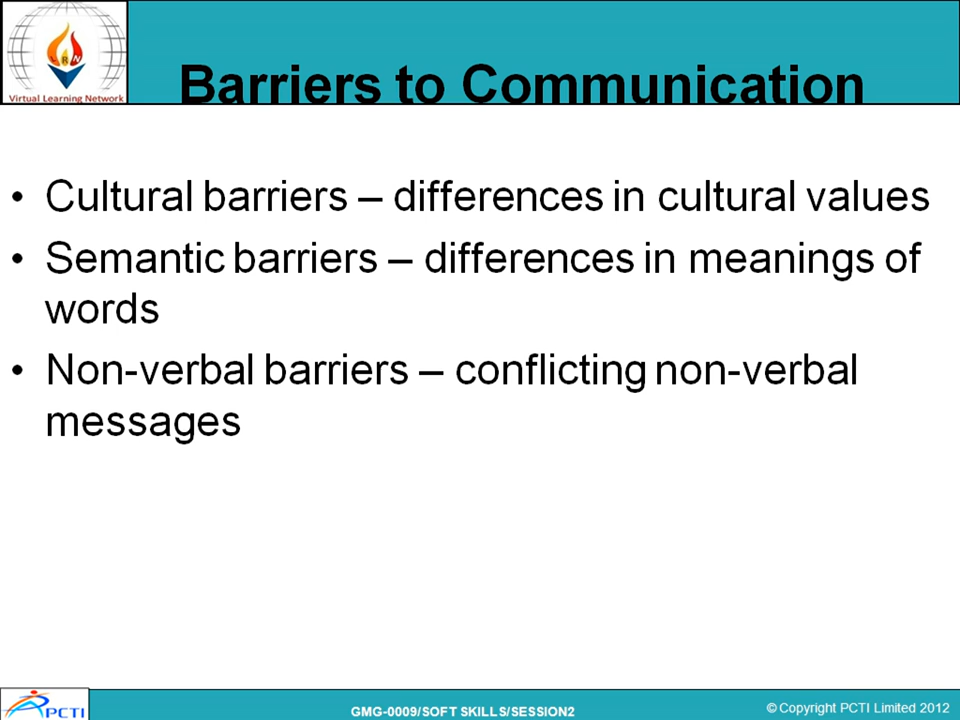 RN
Virtual Learning Network
Barriers to Communication
• Cultural barriers – differences in cultural values
• Semantic barriers – differences in meanings of
words
• Non-verbal barriers – conflicting non-verbal
messages
PCTI
GMG-0009/SOFT SKILLS/SESSION2
© Copyright PCTI Limited 2012